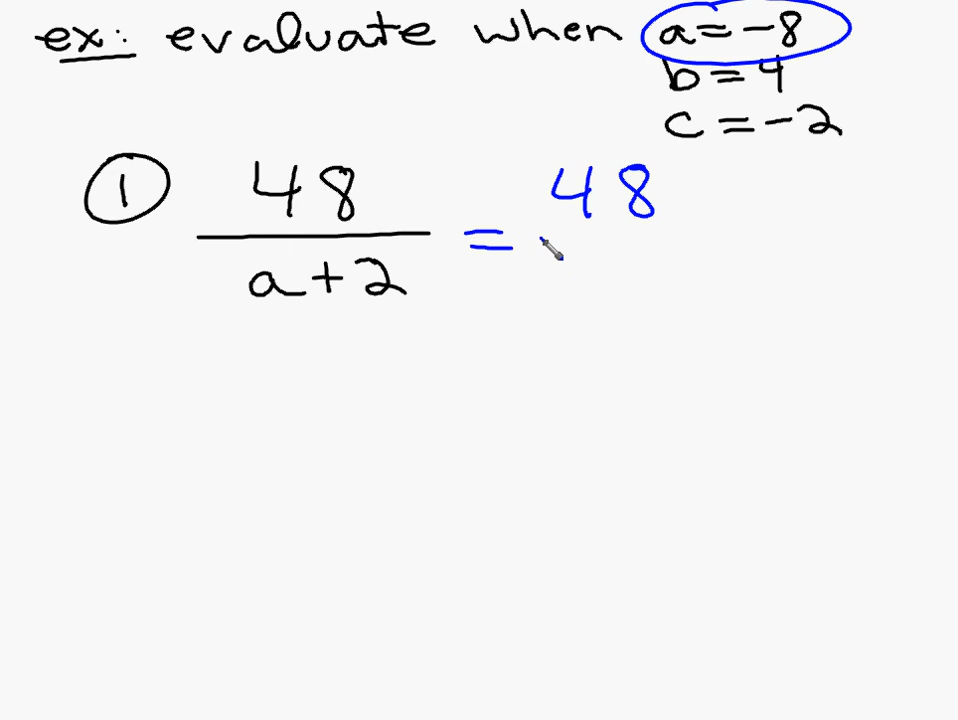 ex: evaluate when a=-8
b=4
c=-2
① 48 = 48
a+2